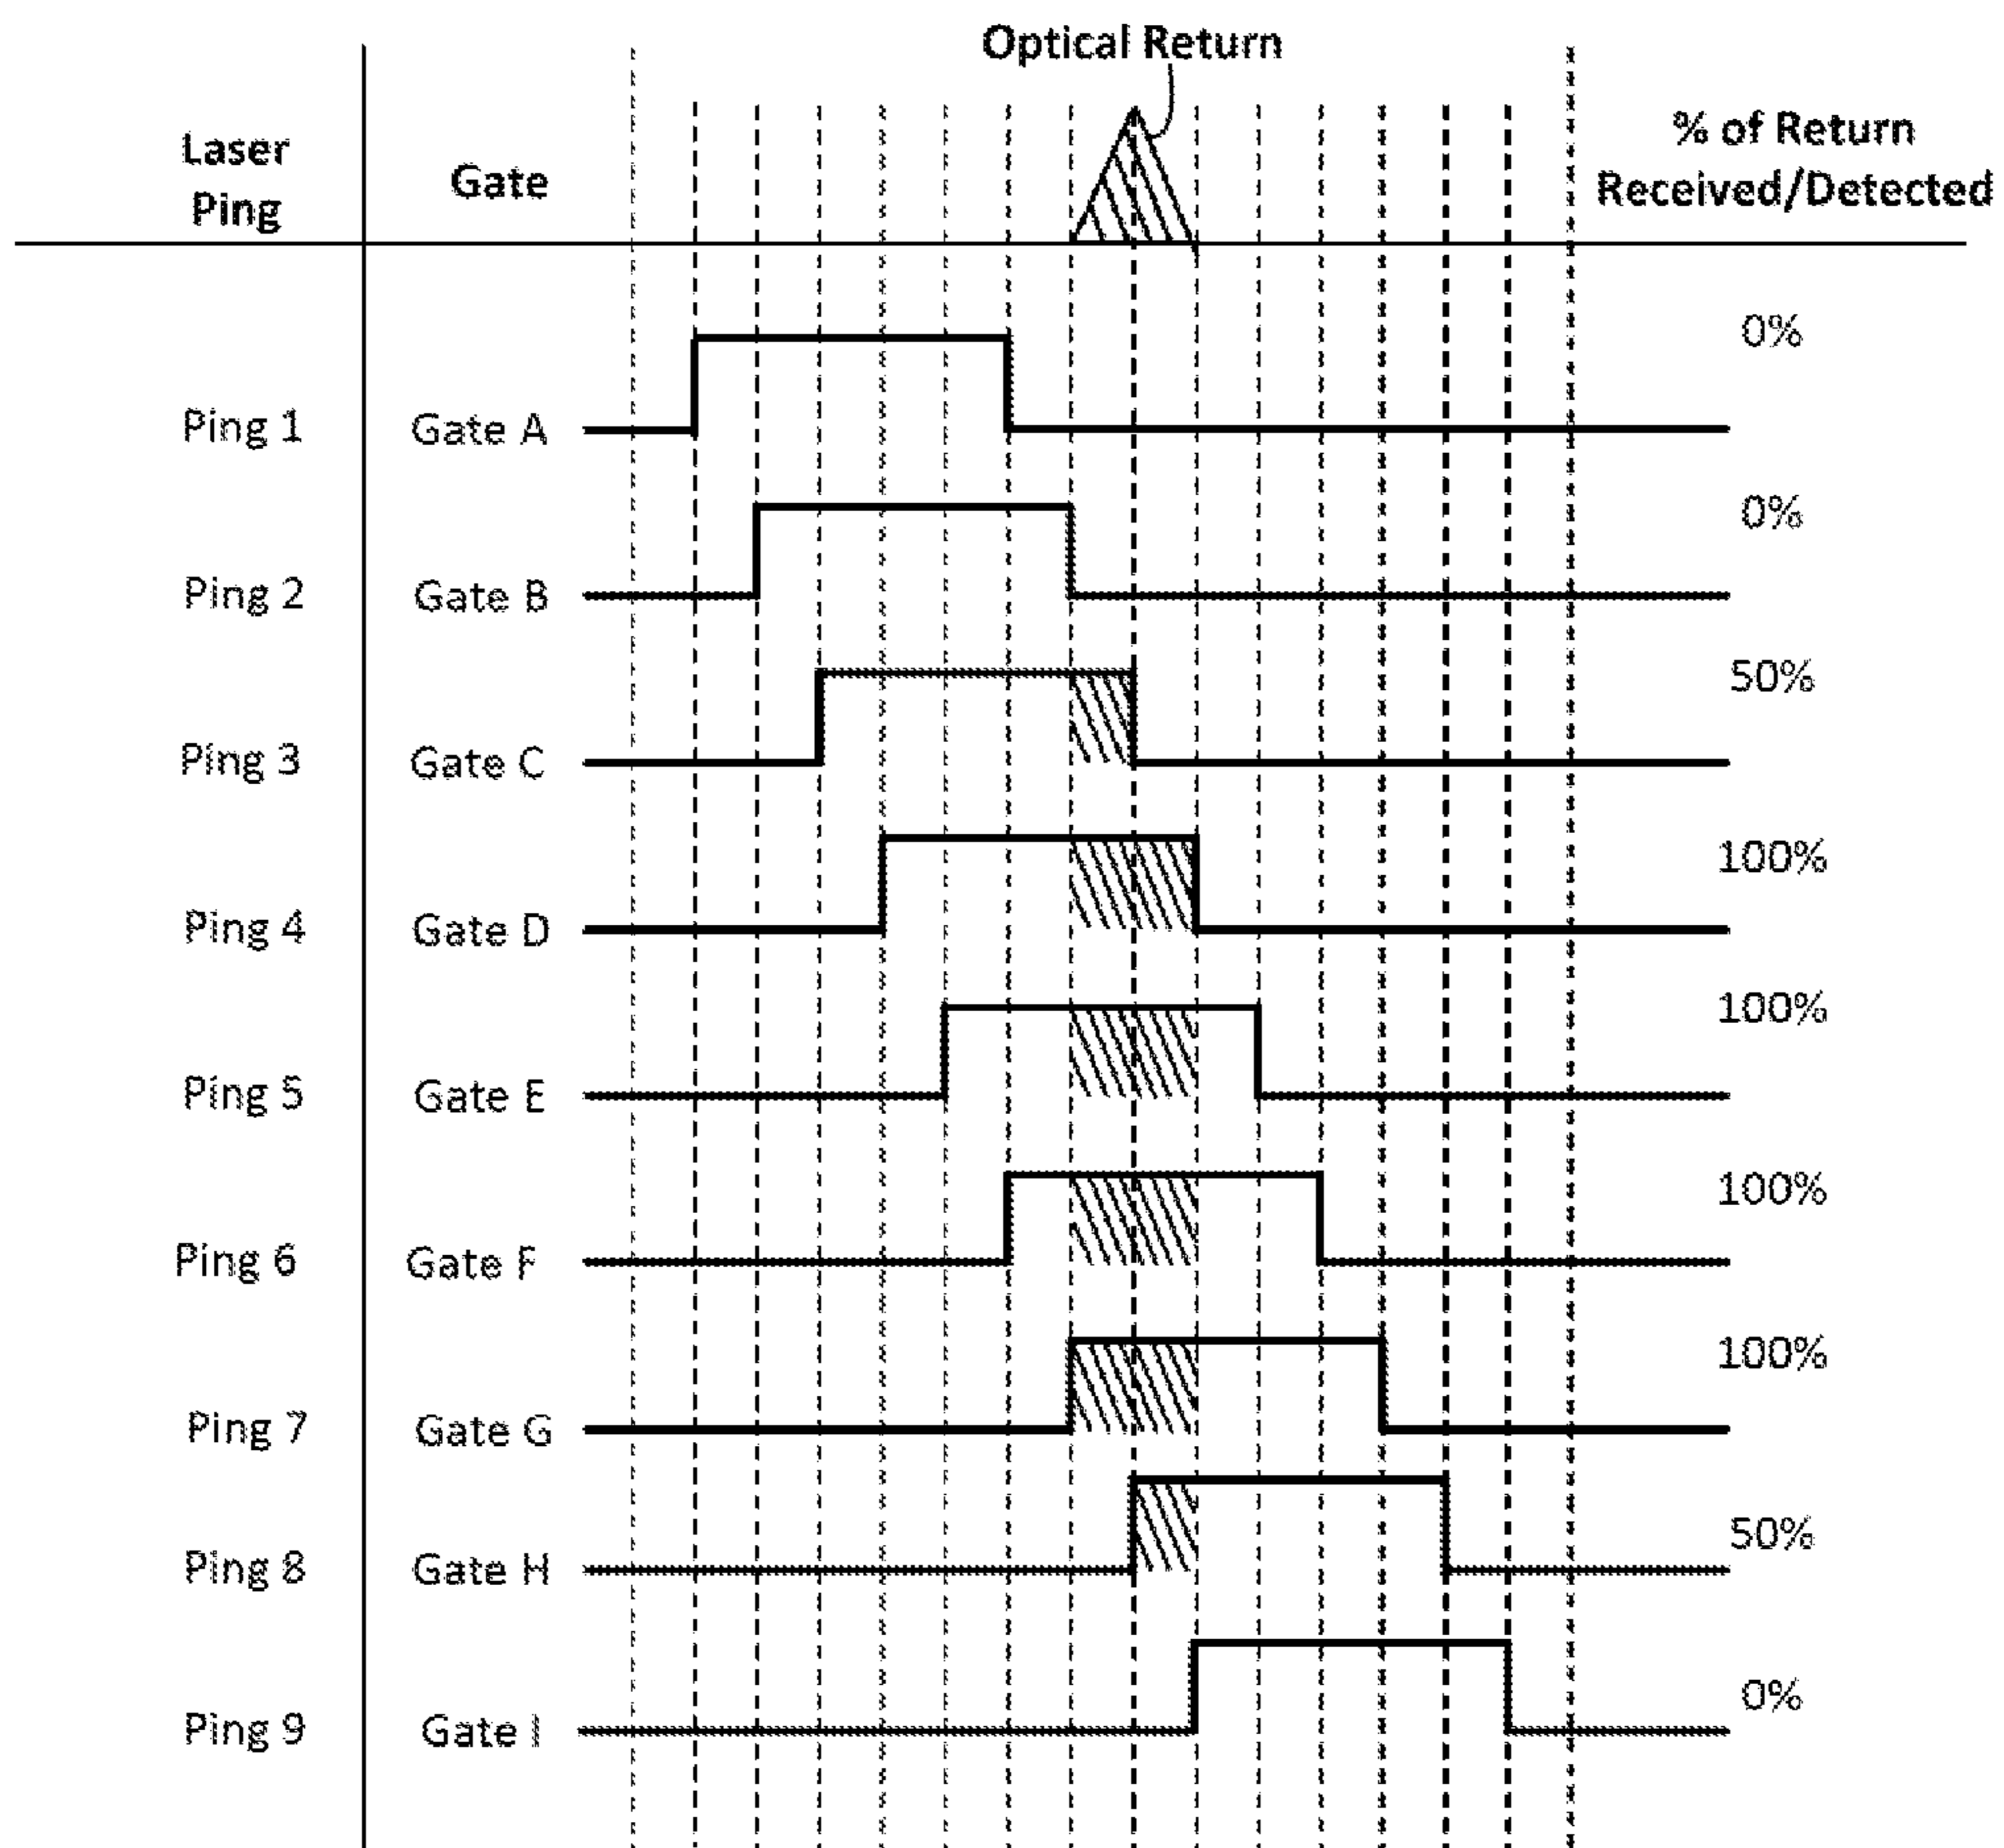 Optical Return
Laser
Ping
Gate
% of Return
Received/Detected
Ping 1 Gate A 0%
Ping 2 Gate B 0%
Ping 3 Gate C 50%
Ping 4 Gate D 100%
Ping 5 Gate E 100%
Ping 6 Gate F 100%
Ping 7 Gate G 100%
Ping 8 Gate H 50%
Ping 9 Gate I 0%